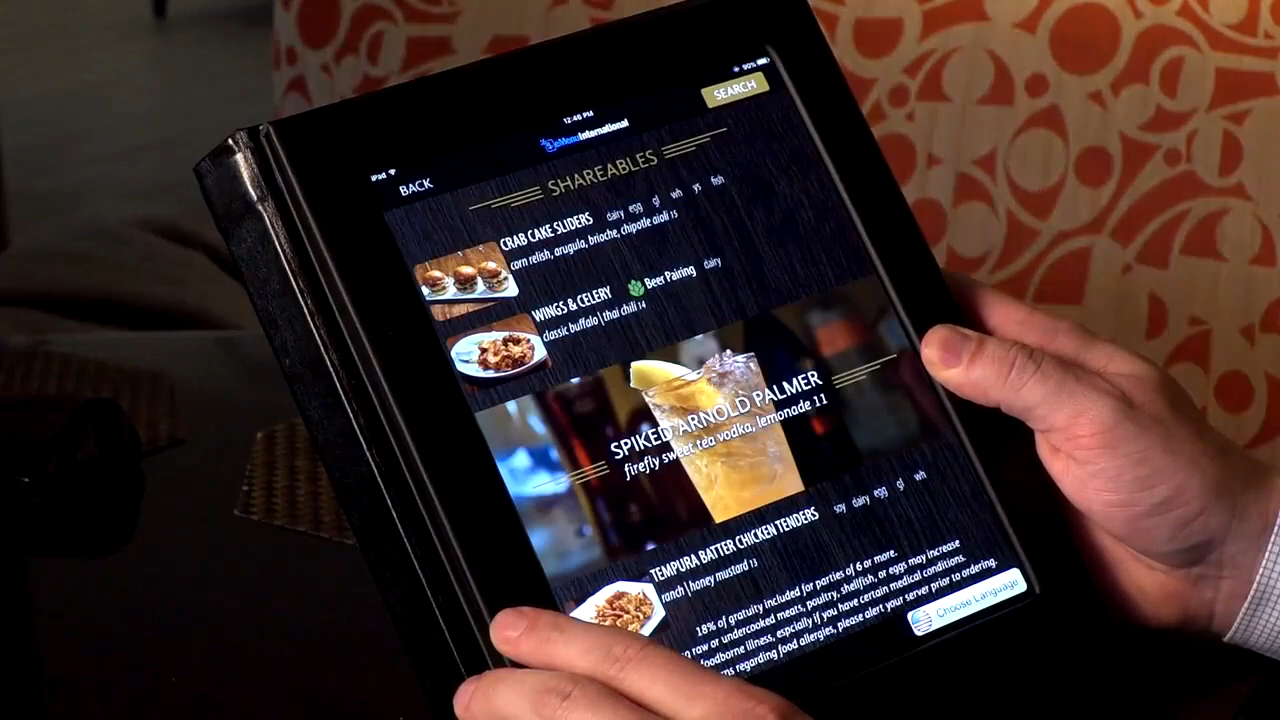 iPad
12:46 PM
90%
BACK
eMenuInternational
SEARCH
SHAREABLES
CRAB CAKE SLIDERS dairy egg gl wh ys fish
corn relish, arugula, brioche, chipotle aioli 15
WINGS & CELERY Beer Pairing dairy
classic buffalo | thai chili 14
SPIKED ARNOLD PALMER
firefly sweet tea vodka, lemonade 11
TEMPURA BATTER CHICKEN TENDERS soy dairy egg gl wh
ranch | honey mustard 13
18% of gratuity included for parties of 6 or more.
raw or undercooked meats, poultry, shellfish, or eggs may increase
foodborne illness, espcially if you have certain medical conditions.
regarding food allergies, please alert your server prior to ordering.
Choose Language